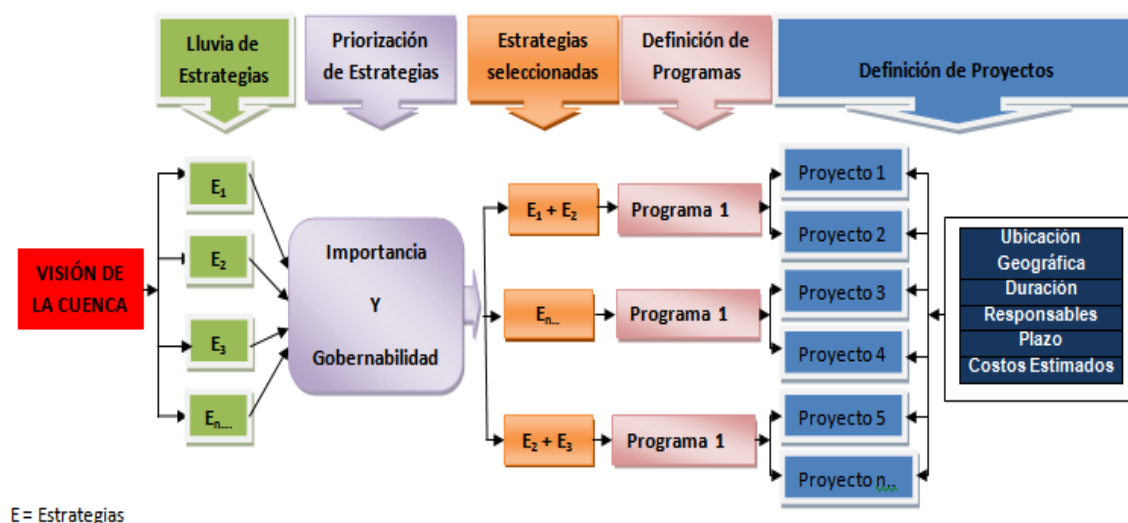 Lluvia de
Estrategias
Priorización
de Estrategias
Estrategias
seleccionadas
Definición de
Programas
Definición de Proyectos
VISIÓN DE
LA CUENCA
E1
E2
E3
En....
Importancia
Y
Gobernabilidad
E1 + E2
En...
E2 + E3
Programa 1
Programa 1
Programa 1
Proyecto 1
Proyecto 2
Proyecto 3
Proyecto 4
Proyecto 5
Proyecto n..
Ubicación
Geográfica
Duración
Responsables
Plazo
Costos Estimados
E = Estrategias